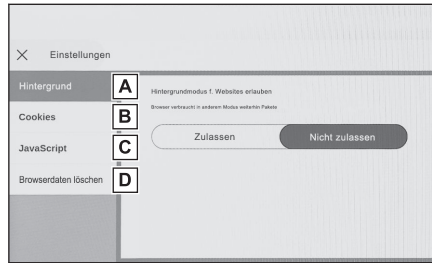 Einstellungen
Hintergrund
A
Hintergrundmodus f. Websites erlauben
Browser verbraucht in anderem Modus weiterhin Pakete
Cookies
B
Zulassen
Nicht zulassen
JavaScript
C
Browserdaten löschen
D